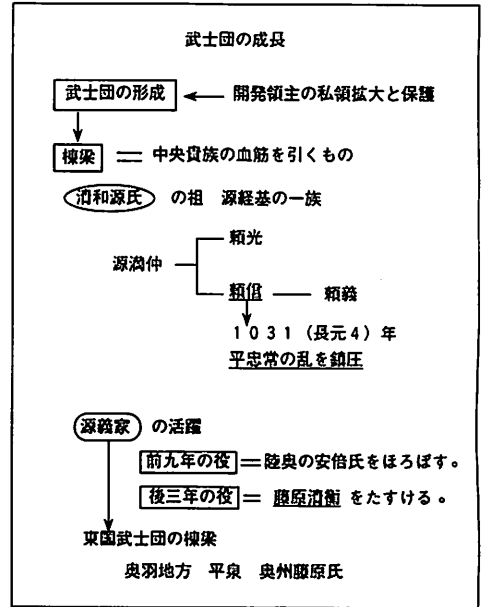 武士団の成長
武士団の形成 ← 開発領主の私領拡大と保護
棟梁 ＝ 中央貴族の血筋を引くもの
清和源氏 の祖 源経基の一族
頼光
源満仲
頼信 ― 頼義
１０３１（長元４）年
平忠常の乱を鎮圧
源義家 の活躍
前九年の役＝陸奥の安倍氏をほろぼす。
後三年の役＝ 藤原清衡 をたすける。
東国武士団の棟梁
奥羽地方 平泉 奥州藤原氏